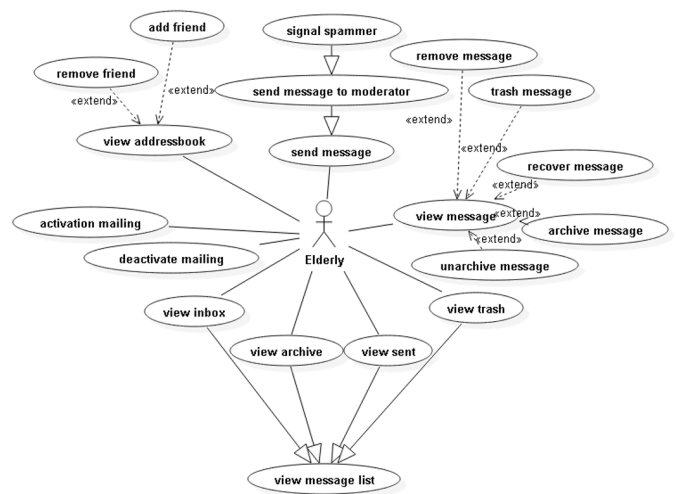 add friend
signal spammer
remove message
remove friend
«extend»
«extend»
send message to moderator
trash message
«extend»
view addressbook
send message
«extend»
recover message
«extend»
activation mailing
view message
«extend»
archive message
deactivate mailing
Elderly
«extend»
unarchive message
view inbox
view trash
view archive
view sent
view message list